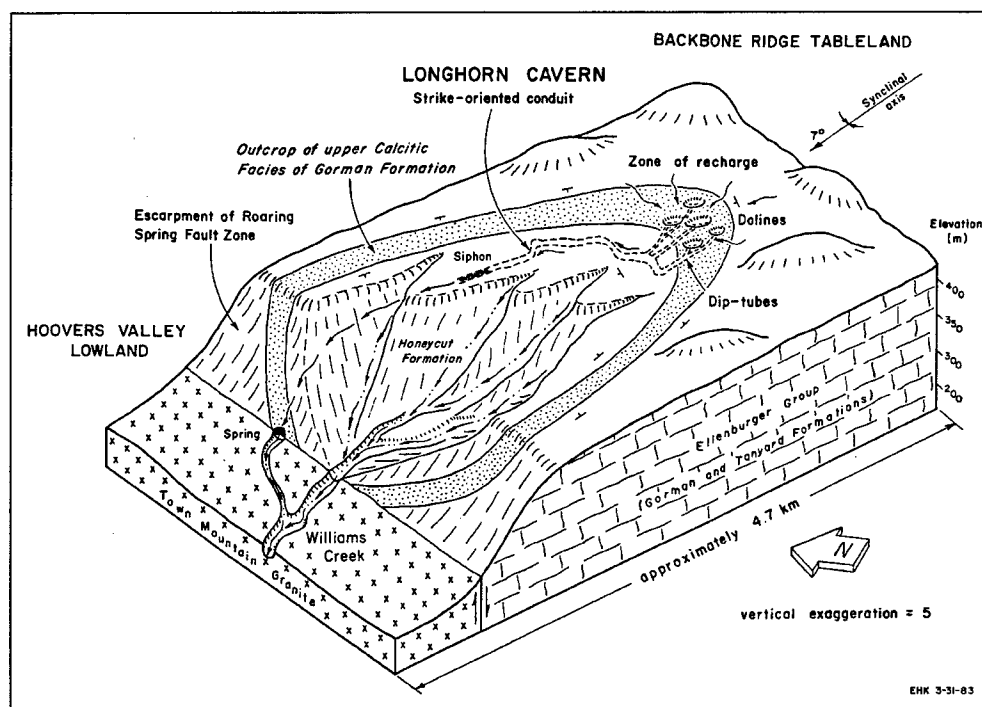 BACKBONE RIDGE TABLELAND
LONGHORN CAVERN
Strike-oriented conduit
Synclinal
axis
7°
Outcrop of upper Calcitic
Facies of Gorman Formation
Zone of recharge
Escarpment of Roaring
Spring Fault Zone
Dolines
Elevation
(m)
Siphon
400
Dip-tubes
350
HOOVERS VALLEY
LOWLAND
Honeycut
Formation
300
200
Spring
Ellenburger Group
(Gorman and Tanyard Formations)
Williams
Creek
Town Mountain Granite
approximately 4.7 km
N
vertical exaggeration = 5
EHK 3-31-83